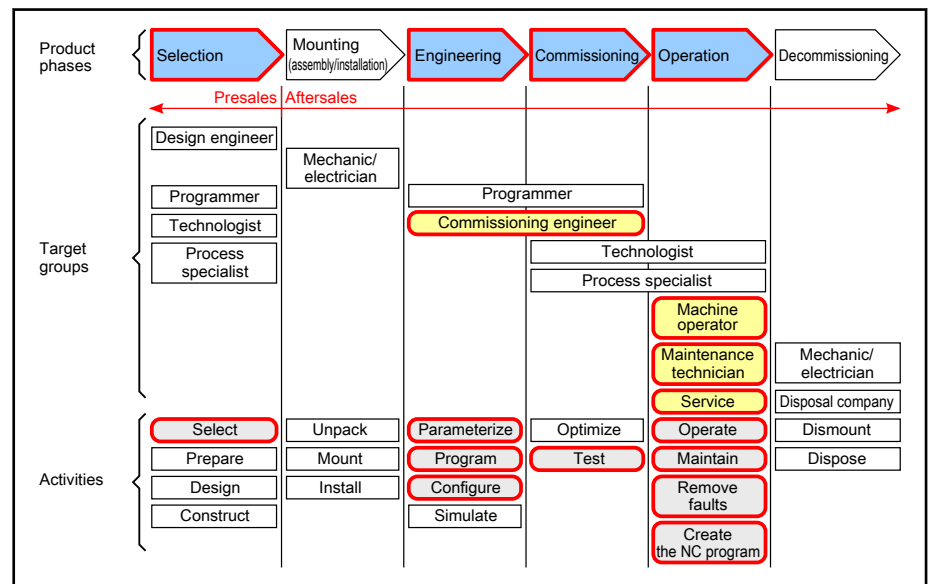 Product
phases
Selection
Mounting
(assembly/installation)
Engineering
Commissioning
Operation
Decommissioning
Presales
Aftersales
Target
groups
Design engineer
Mechanic/
electrician
Programmer
Programmer
Technologist
Commissioning engineer
Process
specialist
Technologist
Process specialist
Machine
operator
Maintenance
technician
Mechanic/
electrician
Service
Disposal company
Activities
Select
Unpack
Parameterize
Optimize
Operate
Dismount
Prepare
Mount
Program
Test
Maintain
Dispose
Design
Install
Configure
Remove
faults
Construct
Simulate
Create
the NC program